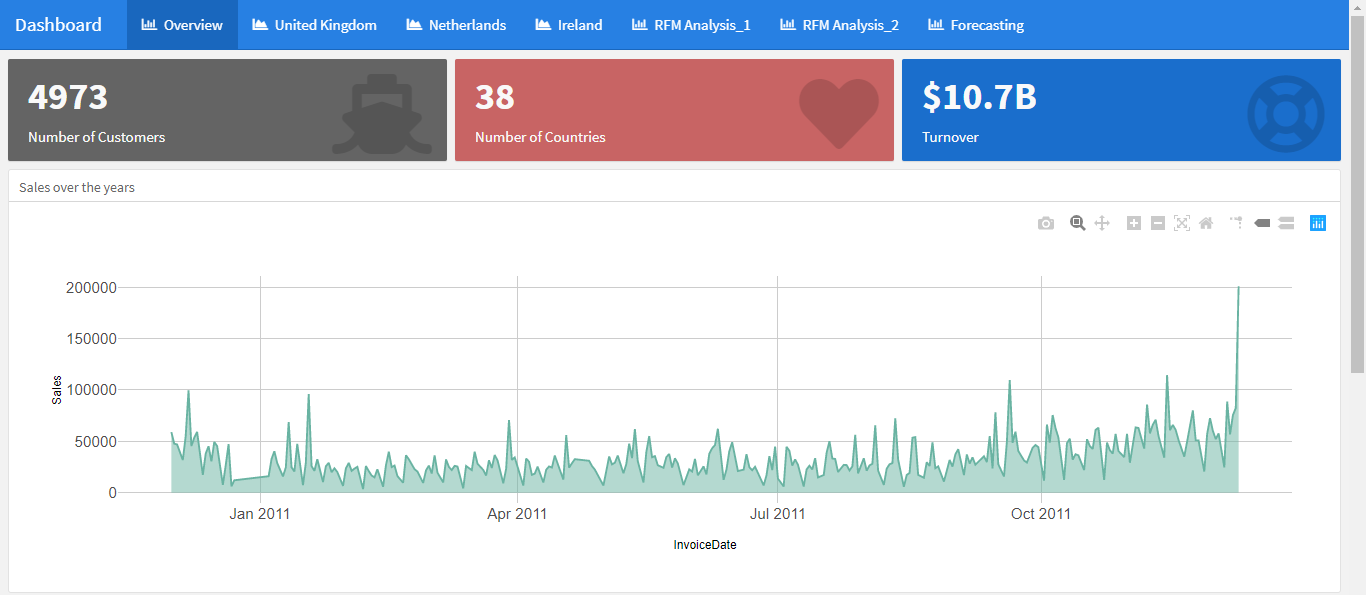 Dashboard Overview United Kingdom Netherlands Ireland RFM Analysis_1 RFM Analysis_2 Forecasting
4973 38 $10.7B
Number of Customers Number of Countries Turnover
Sales over the years
200000
150000
100000
50000
0
Sales
Jan 2011 Apr 2011 Jul 2011 Oct 2011
InvoiceDate